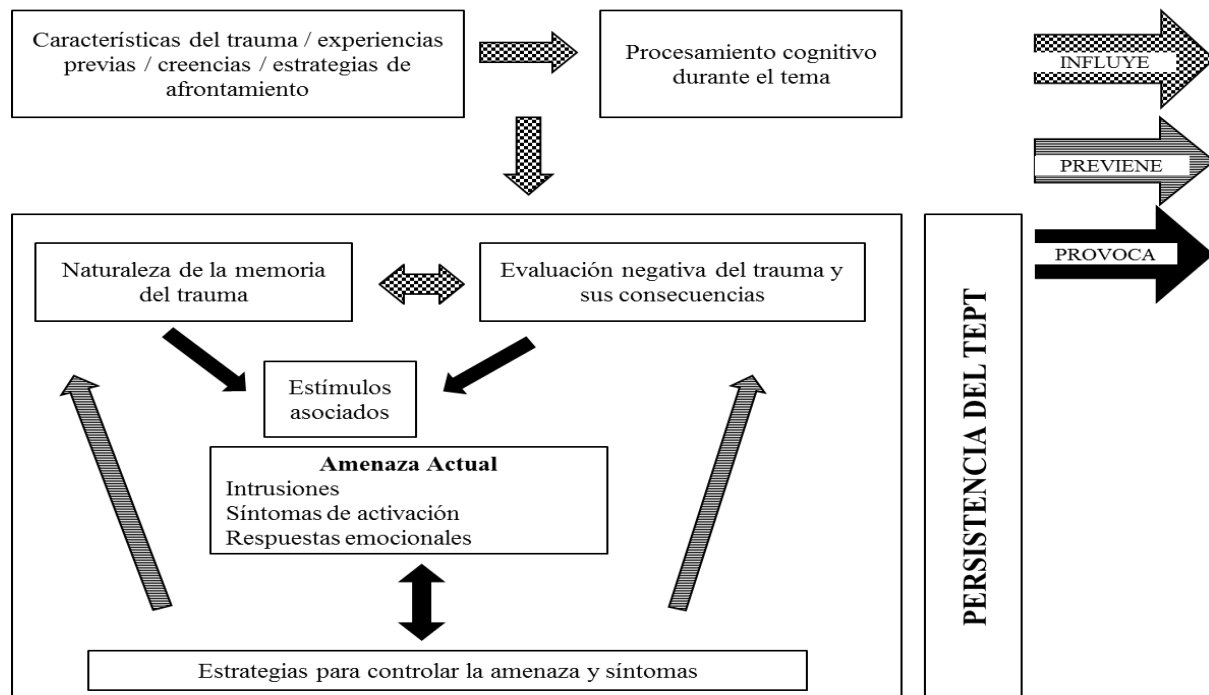 Características del trauma / experiencias
previas / creencias / estrategias de
afrontamiento
Procesamiento cognitivo
durante el tema
INFLUYE
PREVIENE
PROVOCA
Naturaleza de la memoria
del trauma
Evaluación negativa del trauma y
sus consecuencias
Estímulos
asociados
Amenaza Actual
Intrusiones
Síntomas de activación
Respuestas emocionales
Estrategias para controlar la amenaza y síntomas
PERSISTENCIA DEL TEPT